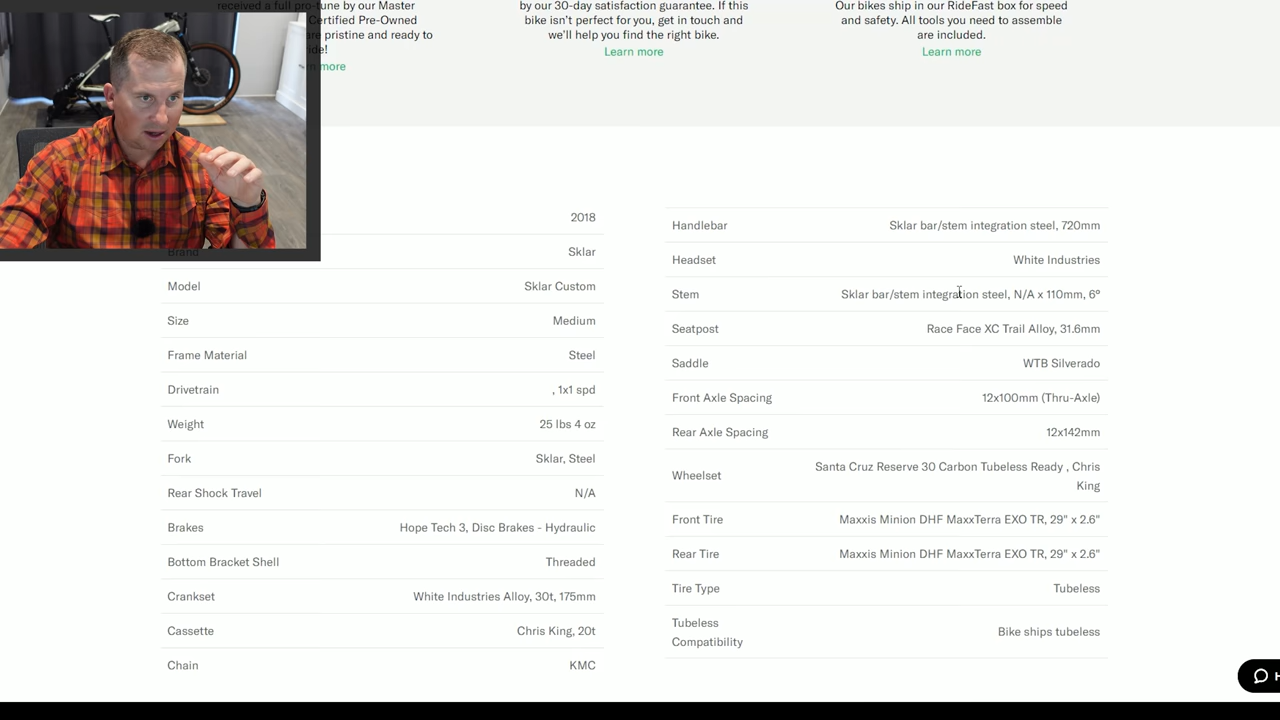 received a full pro-tune by our Master
Certified Pre-Owned
are pristine and ready to
ride!
more
by our 30-day satisfaction guarantee. If this
bike isn't perfect for you, get in touch and
we'll help you find the right bike.
Learn more
Our bikes ship in our RideFast box for speed
and safety. All tools you need to assemble
are included.
Learn more
2018
Brand Sklar
Model Sklar Custom
Size Medium
Frame Material Steel
Drivetrain , 1x1 spd
Weight 25 lbs 4 oz
Fork Sklar, Steel
Rear Shock Travel N/A
Brakes Hope Tech 3, Disc Brakes - Hydraulic
Bottom Bracket Shell Threaded
Crankset White Industries Alloy, 30t, 175mm
Cassette Chris King, 20t
Chain KMC
Handlebar Sklar bar/stem integration steel, 720mm
Headset White Industries
Stem Sklar bar/stem integration steel, N/A x 110mm, 6º
Seatpost Race Face XC Trail Alloy, 31.6mm
Saddle WTB Silverado
Front Axle Spacing 12x100mm (Thru-Axle)
Rear Axle Spacing 12x142mm
Wheelset Santa Cruz Reserve 30 Carbon Tubeless Ready , Chris
King
Front Tire Maxxis Minion DHF MaxxTerra EXO TR, 29" x 2.6"
Rear Tire Maxxis Minion DHF MaxxTerra EXO TR, 29" x 2.6"
Tire Type Tubeless
Tubeless
Compatibility Bike ships tubeless